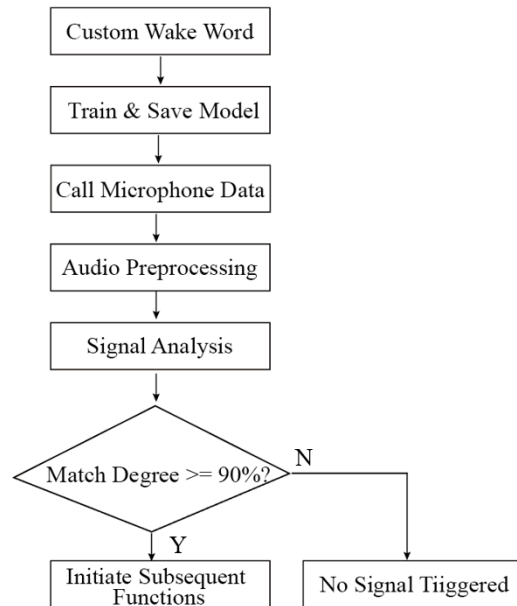 Custom Wake Word
Train & Save Model
Call Microphone Data
Audio Preprocessing
Signal Analysis
Match Degree >= 90%?
N
Y
Initiate Subsequent
Functions
No Signal Tiiggered